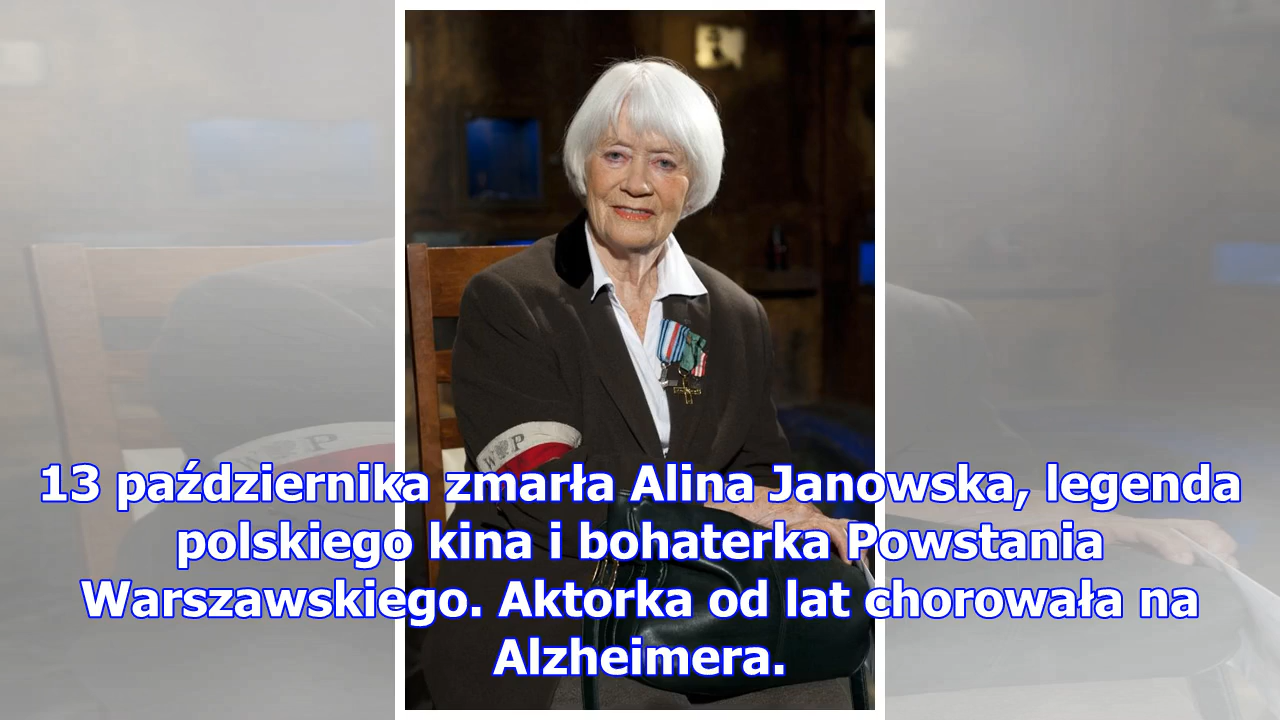 W P
W P
13 października zmarła Alina Janowska, legenda
polskiego kina i bohaterka Powstania
Warszawskiego. Aktorka od lat chorowała na
Alzheimera.